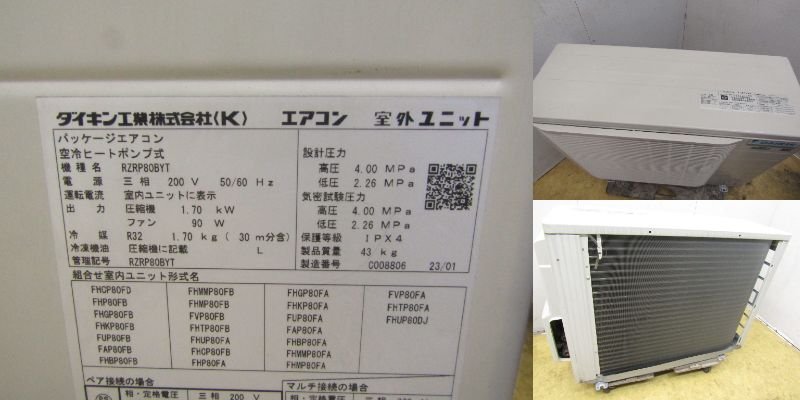 ダイキン工業株式会社(K) エアコン 室外ユニット
パッケージエアコン
空冷ヒートポンプ式
機種名 RZRP80BYT
電源 三相 200 V 50/60 Hz
運転電流 室内ユニットに表示
出力 圧縮機 1.70 kW
ファン 90 W
冷媒 R32 1.70 kg ( 30 m分含)
冷凍機油 圧縮機に記載 L
管理記号 RZRP80BYT
設計圧力
高圧 4.00 MPa
低圧 2.26 MPa
気密試験圧力
高圧 4.00 MPa
低圧 2.26 MPa
保護等級 IPX4
製品質量 43 kg
製造番号 C008806 23/01
組合せ室内ユニット形式名
FHCP80FD
FHP80FB
FHGP80FB
FHKP80FB
FUP80FB
FAP80FB
FHBP80FB
FHMMP80FB
FHMP80FB
FVP80FB
FHTP80FB
FHUP80FA
FHCP80FB
FHP80FA
FHGP80FA
FHKP80FA
FUP80FA
FAP80FA
FHBP80FA
FHMMP80FA
FHMP80FA
FVP80FA
FHTP80FA
FHUP80DJ
ペア接続の場合
マルチ接続の場合
相・定格電圧 三相 200 V
相・定格電圧